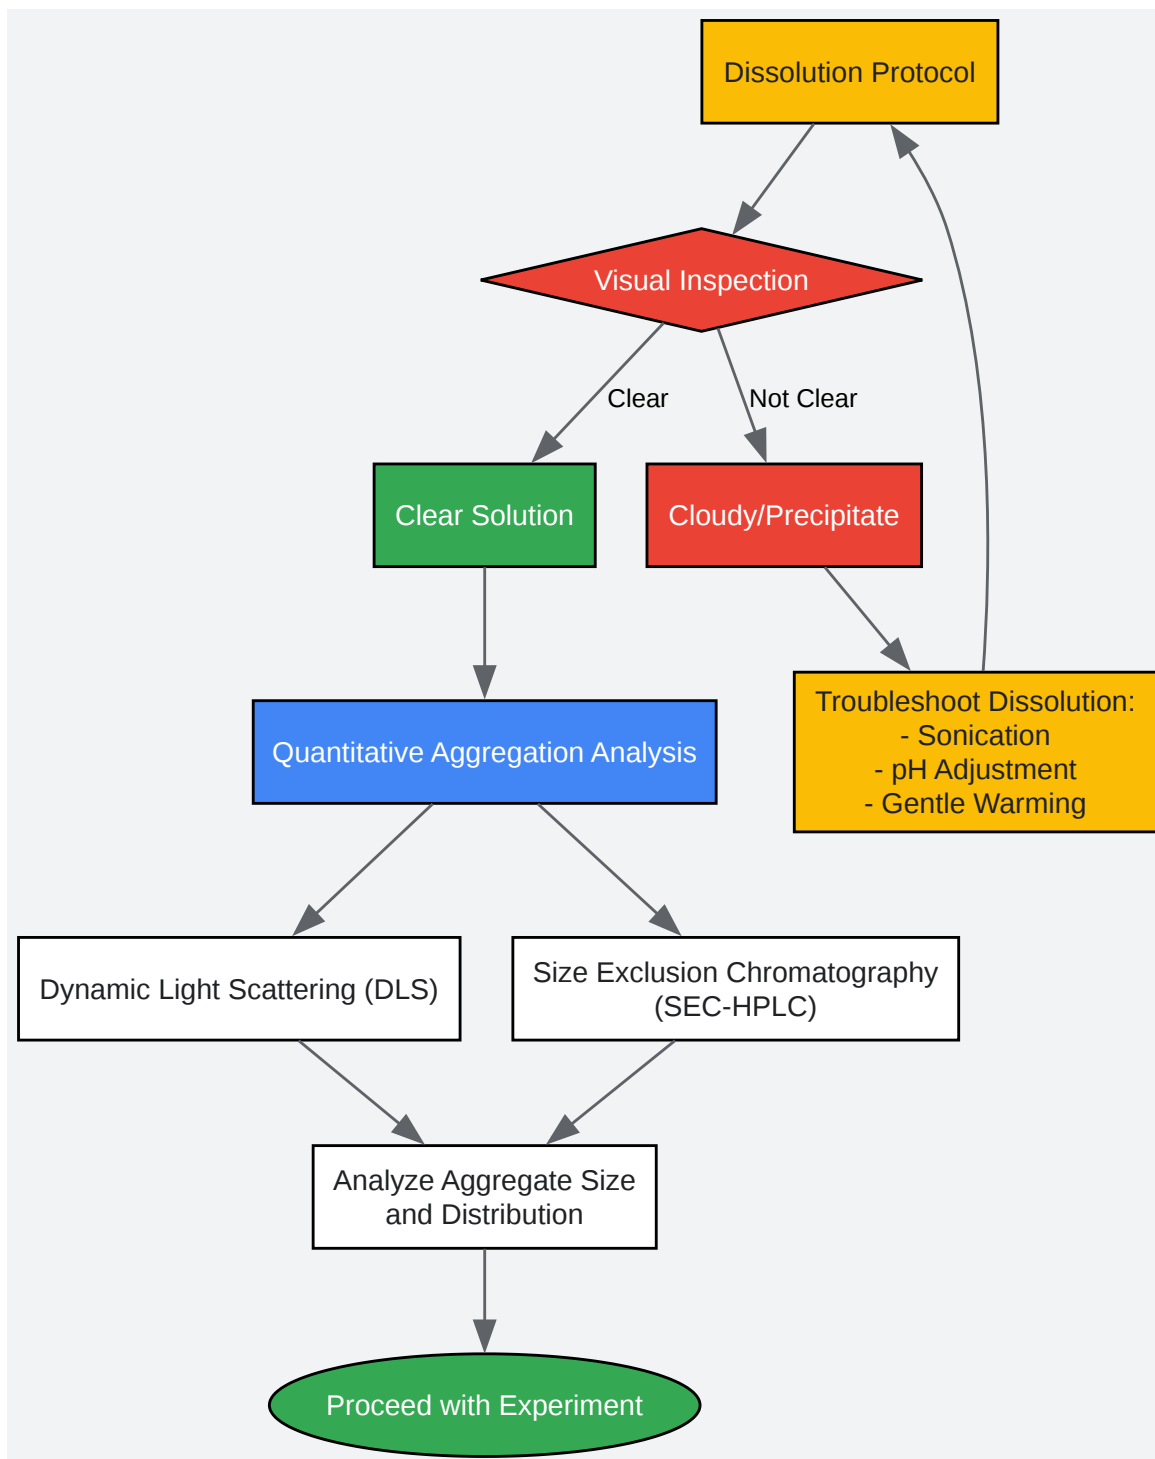 Dissolution Protocol
Visual Inspection
Clear
Not Clear
Clear Solution
Cloudy/Precipitate
Troubleshoot Dissolution:
- Sonication
- pH Adjustment
- Gentle Warming
Quantitative Aggregation Analysis
Dynamic Light Scattering (DLS)
Size Exclusion Chromatography
(SEC-HPLC)
Analyze Aggregate Size
and Distribution
Proceed with Experiment